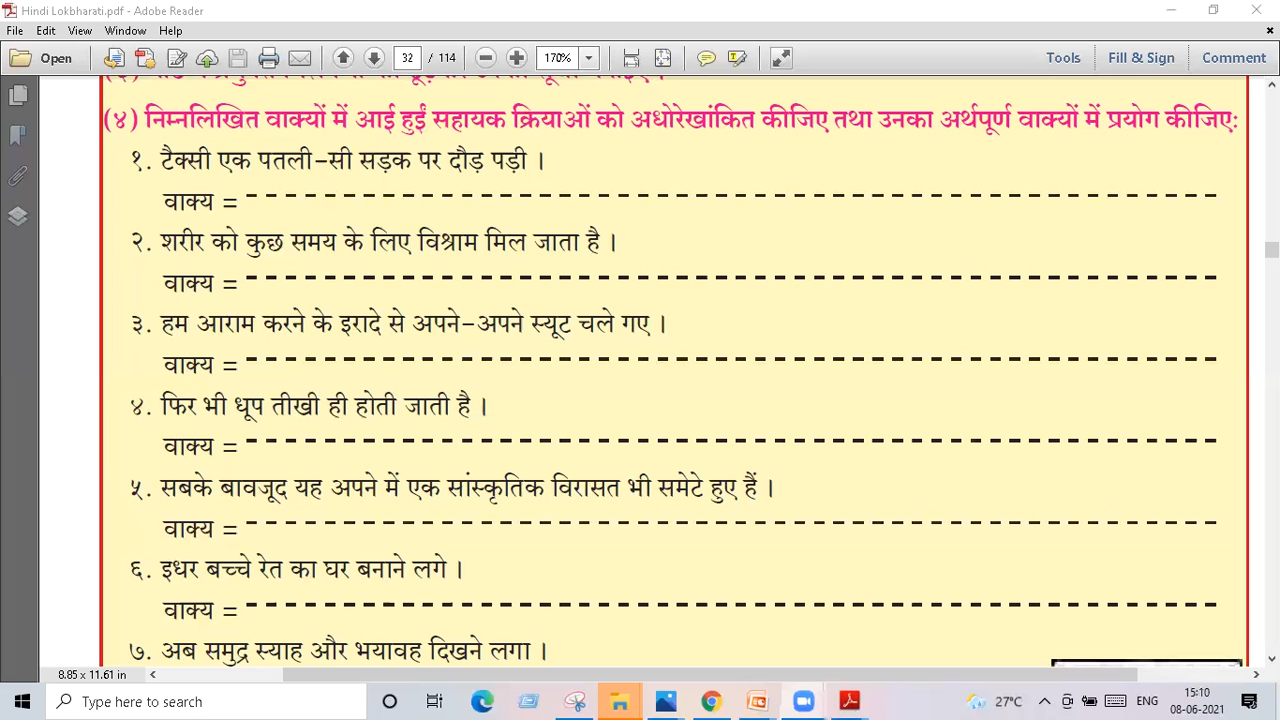 Hindi Lokbharati.pdf - Adobe Reader
File Edit View Window Help
Open 32 / 114 170% Tools Fill & Sign Comment
(४) निम्नलिखित वाक्यों में आई हुईं सहायक क्रियाओं को अधोरेखांकित कीजिए तथा उनका अर्थपूर्ण वाक्यों में प्रयोग कीजिए:
१. टैक्सी एक पतली-सी सड़क पर दौड़ पड़ी ।
वाक्य =
२. शरीर को कुछ समय के लिए विश्राम मिल जाता है ।
वाक्य =
३. हम आराम करने के इरादे से अपने-अपने स्यूट चले गए ।
वाक्य =
४. फिर भी धूप तीखी ही होती जाती है ।
वाक्य =
५. सबके बावजूद यह अपने में एक सांस्कृतिक विरासत भी समेटे हुए हैं ।
वाक्य =
६. इधर बच्चे रेत का घर बनाने लगे ।
वाक्य =
७. अब समुद्र स्याह और भयावह दिखने लगा ।
8.85 x 11.61 in
Type here to search 27°C ENG 15:10
08-06-2021